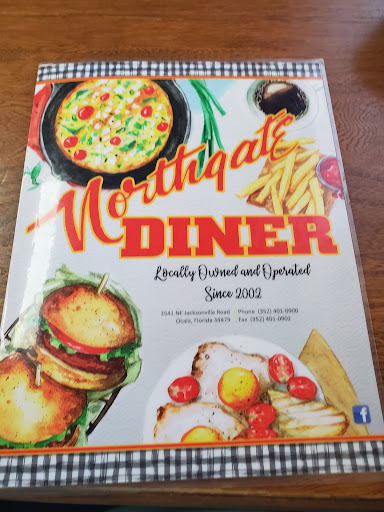 Northgate
DINER
Locally Owned and Operated
Since 2002
3541 NE Jacksonville Road Phone (352) 401-0900
Ocala, Florida 34479 Fax (352) 401-0902
f